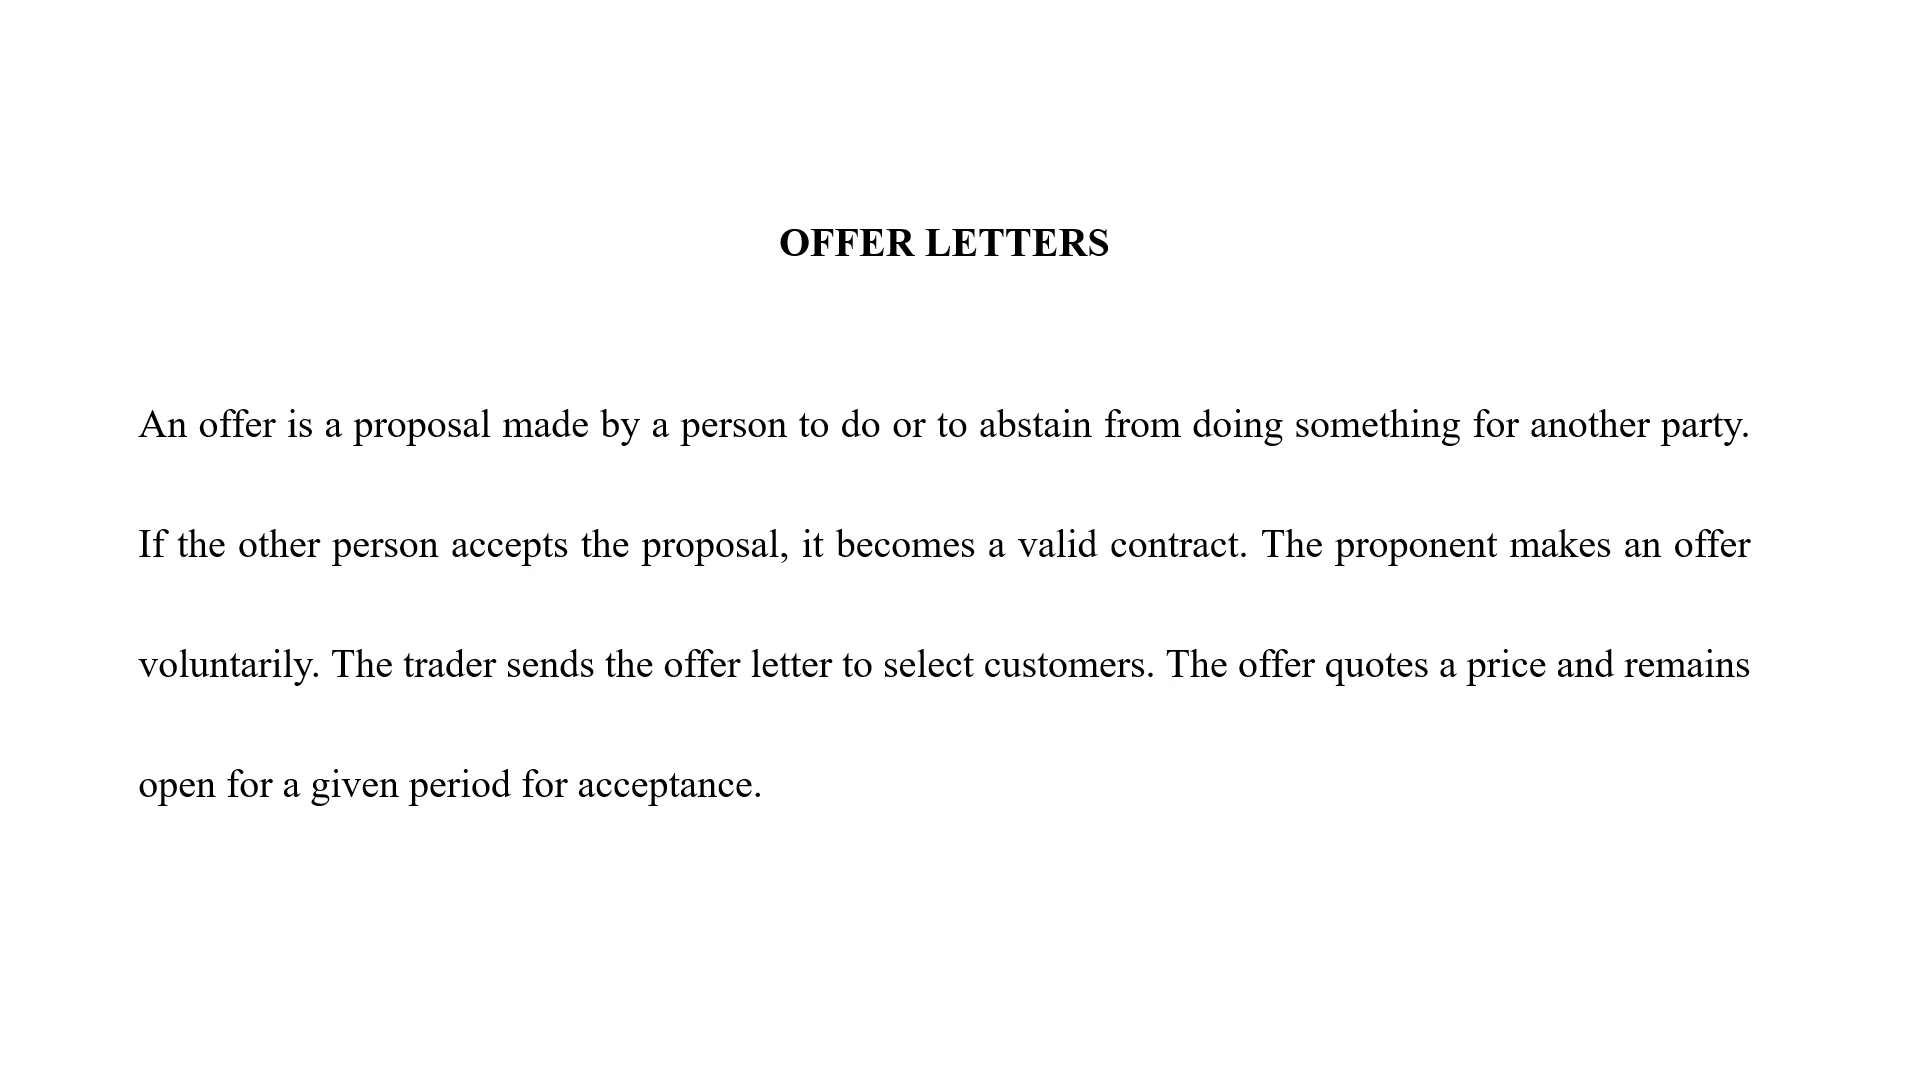 OFFER LETTERS
An offer is a proposal made by a person to do or to abstain from doing something for another party.
If the other person accepts the proposal, it becomes a valid contract. The proponent makes an offer
voluntarily. The trader sends the offer letter to select customers. The offer quotes a price and remains
open for a given period for acceptance.